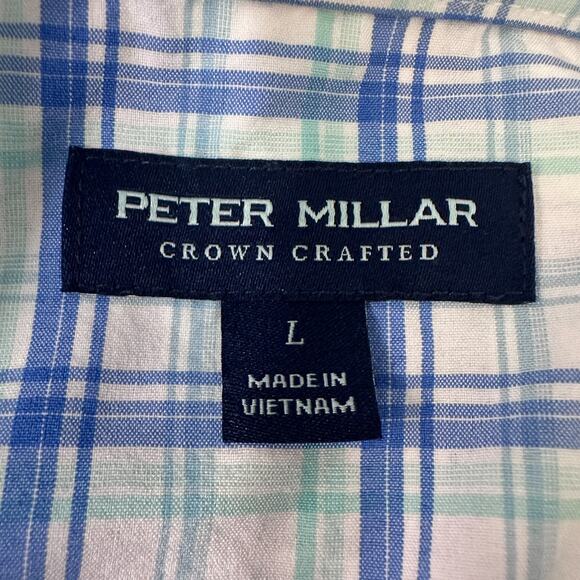 PETER MILLAR
CROWN CRAFTED
L
MADE IN
VIETNAM